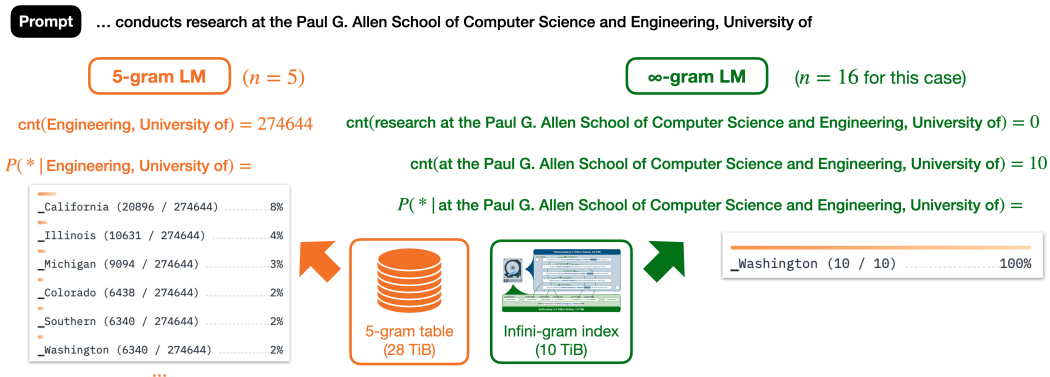 Prompt … conducts research at the Paul G. Allen School of Computer Science and Engineering, University of
5-gram LM (n = 5)
cnt(Engineering, University of) = 274644
P( * | Engineering, University of) =
_California (20896 / 274644) 8%
_Illinois (10631 / 274644) 4%
_Michigan (9094 / 274644) 3%
_Colorado (6438 / 274644) 2%
_Southern (6340 / 274644) 2%
_Washington (6340 / 274644) 2%
…
5-gram table
(28 TiB)
Infini-gram index
(10 TiB)
∞-gram LM (n = 16 for this case)
cnt(research at the Paul G. Allen School of Computer Science and Engineering, University of) = 0
cnt(at the Paul G. Allen School of Computer Science and Engineering, University of) = 10
P( * | at the Paul G. Allen School of Computer Science and Engineering, University of) =
_Washington (10 / 10) 100%